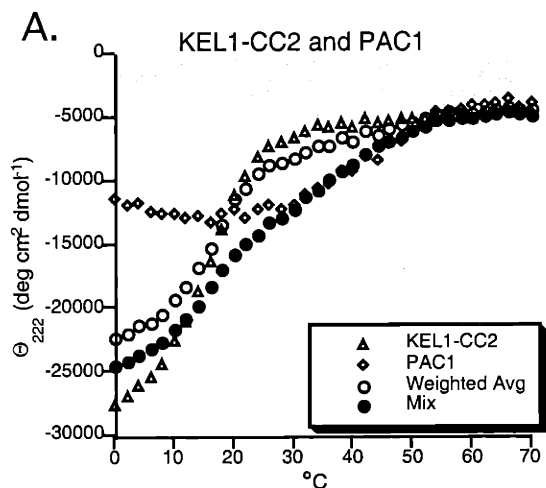 A.
KEL1-CC2 and PAC1
0
-5000
-10000
-15000
-20000
-25000
-30000
Θ222 (deg cm2 dmol-1)
KEL1-CC2
PAC1
Weighted Avg
Mix
0 10 20 30 40 50 60 70
°C